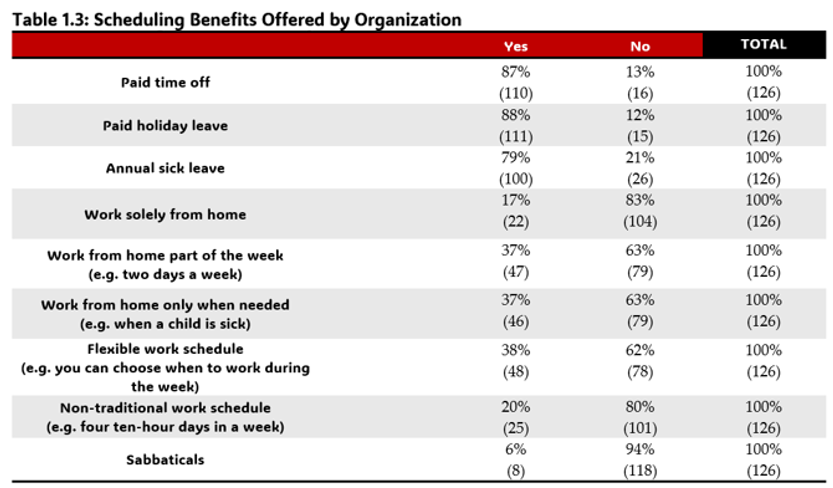 Table 1.3: Scheduling Benefits Offered by Organization
Yes No TOTAL
Paid time off 87% 13% 100%
(110) (16) (126)
Paid holiday leave 88% 12% 100%
(111) (15) (126)
Annual sick leave 79% 21% 100%
(100) (26) (126)
Work solely from home 17% 83% 100%
(22) (104) (126)
Work from home part of the week 37% 63% 100%
(e.g. two days a week) (47) (79) (126)
Work from home only when needed 37% 63% 100%
(e.g. when a child is sick) (46) (79) (126)
Flexible work schedule 38% 62% 100%
(e.g. you can choose when to work during (48) (78) (126)
the week)
Non-traditional work schedule 20% 80% 100%
(e.g. four ten-hour days in a week) (25) (101) (126)
Sabbaticals 6% 94% 100%
(8) (118) (126)